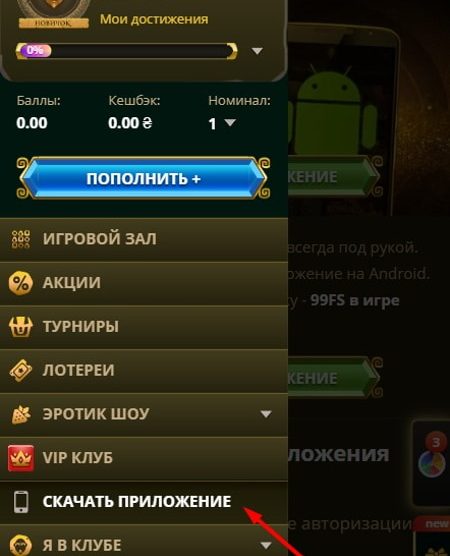 НОВИЧОК
Мои достижения
0%
Баллы: Кешбэк: Номинал:
0.00 0.00 ₴ 1
ПОПОЛНИТЬ +
ЖЕНИЕ
ИГРОВОЙ ЗАЛ
всегда под рукой.
АКЦИИ
ожение на Android.
у - 99FS в игре
ТУРНИРЫ
ЛОТЕРЕИ
ЖЕНИЕ
ЭРОТИК ШОУ
3
VIP КЛУБ
ложения
СКАЧАТЬ ПРИЛОЖЕНИЕ
е авторизации
new
Я В КЛУБЕ